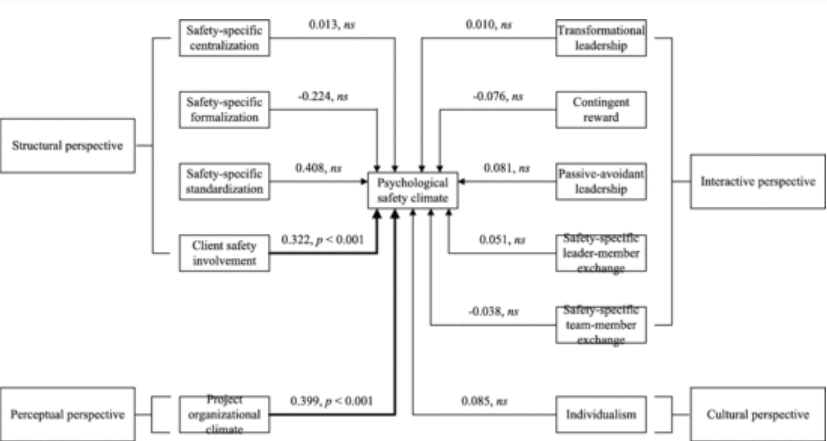 Safety-specific
centralization
0.013, ns
0.010, ns
Transformational
leadership
Safety-specific
formalization
-0.224, ns
-0.076, ns
Contingent
reward
Structural perspective
Safety-specific
standardization
0.408, ns
Psychological
safety climate
0.081, ns
Passive-avoidant
leadership
Interactive perspective
Client safety
involvement
0.322, p < 0.001
0.051, ns
Safety-specific
leader-member
exchange
-0.038, ns
Safety-specific
team-member
exchange
Perceptual perspective
Project
organizational
climate
0.399, p < 0.001
0.085, ns
Individualism
Cultural perspective